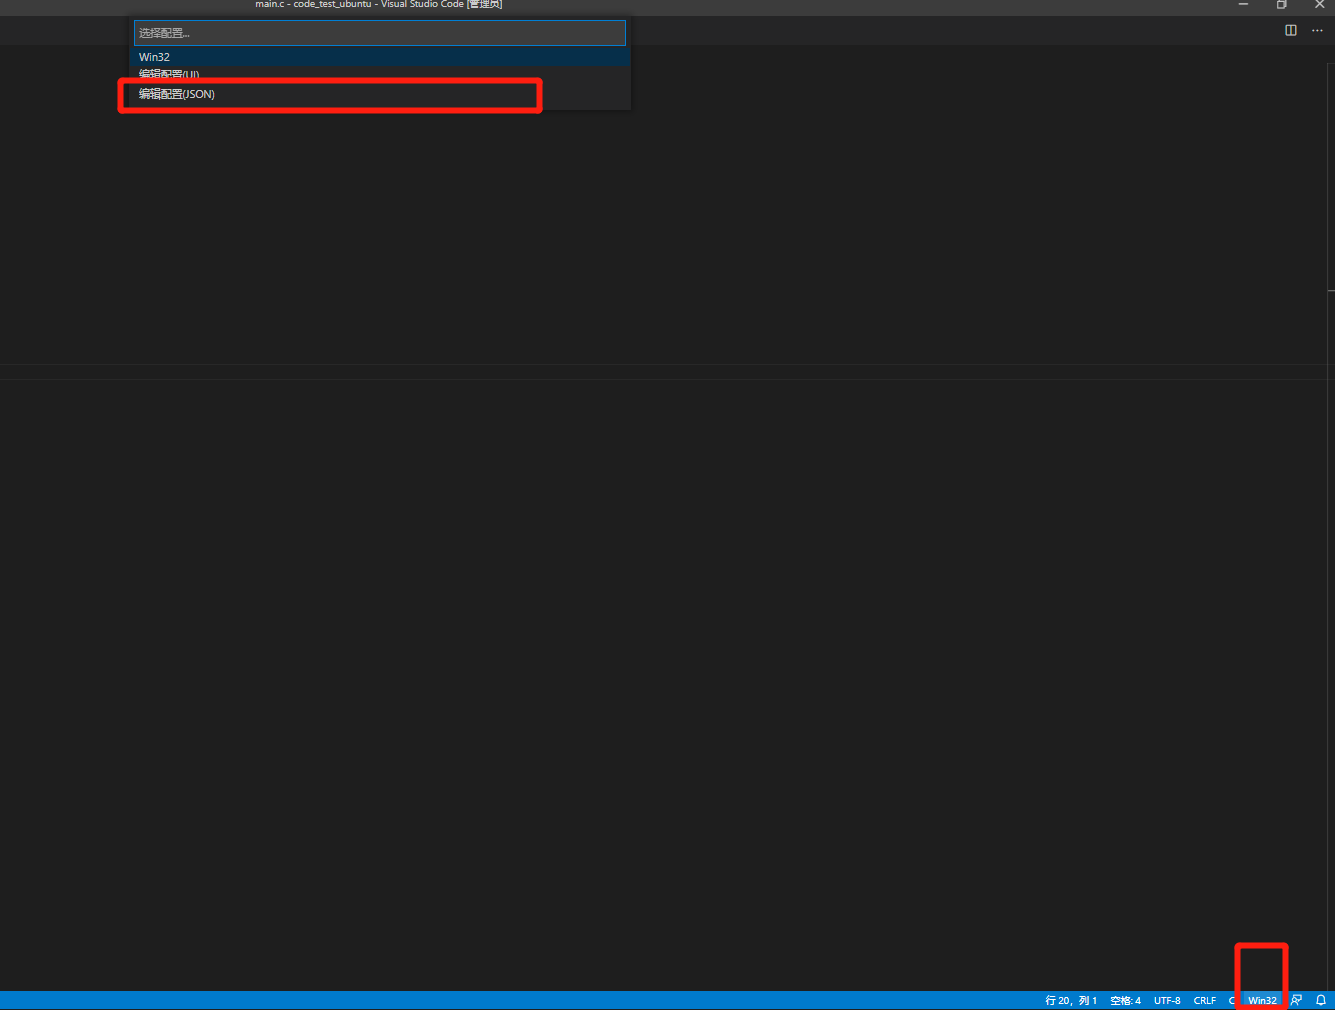 main.c - code_test_ubuntu - Visual Studio Code [管理员]
选择配置...
Win32
编辑配置(UI)
编辑配置(JSON)
行 20，列 1 空格: 4 UTF-8 CRLF C Win32